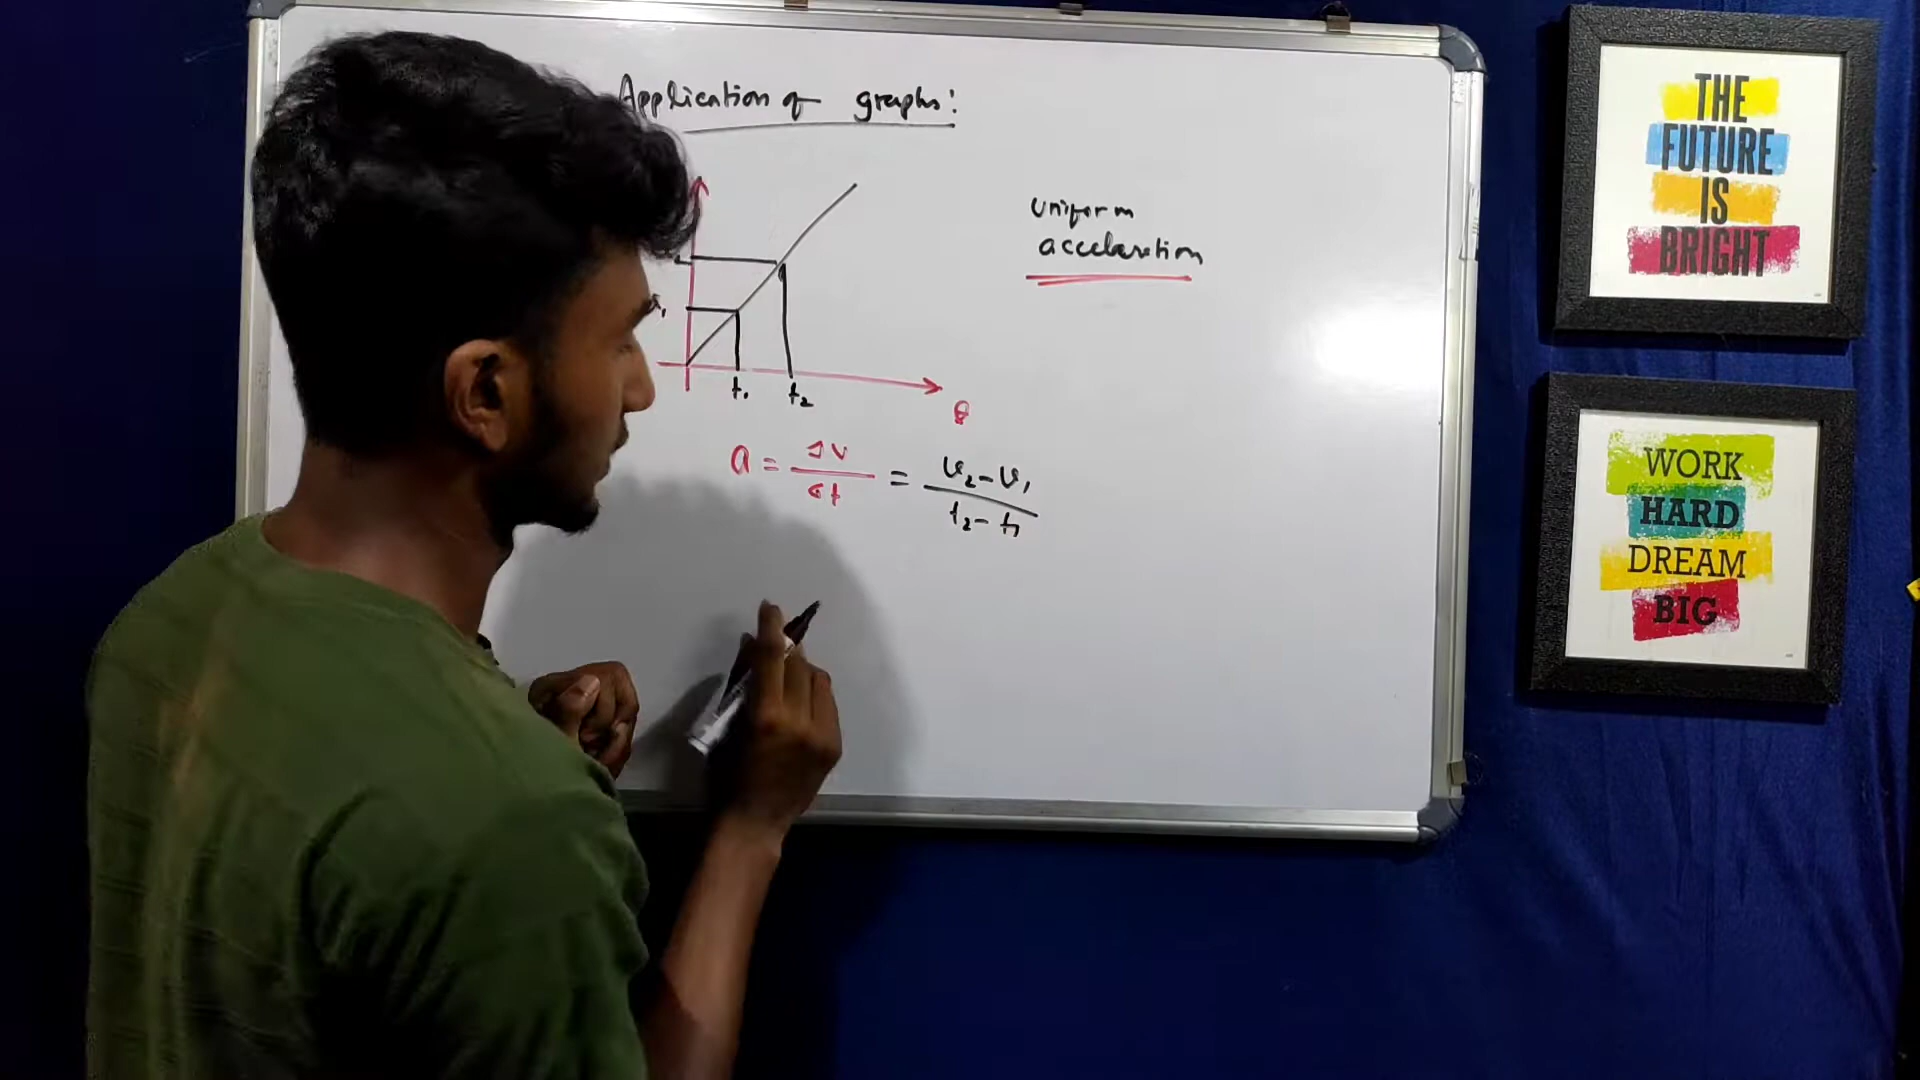 Application of graphs:
uniform
acceleration
t₁ t₂
a = Δv/Δt = v₂-v₁/t₂-t₁
THE
FUTURE
IS
BRIGHT
WORK
HARD
DREAM
BIG